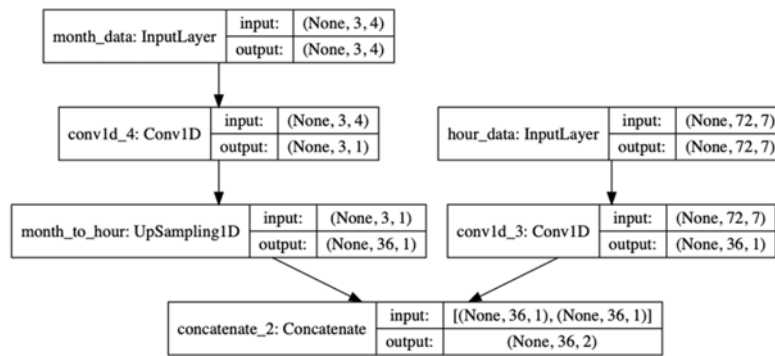 month_data: InputLayer
input: (None, 3, 4)
output: (None, 3, 4)
conv1d_4: Conv1D
input: (None, 3, 4)
output: (None, 3, 1)
hour_data: InputLayer
input: (None, 72, 7)
output: (None, 72, 7)
month_to_hour: UpSampling1D
input: (None, 3, 1)
output: (None, 36, 1)
conv1d_3: Conv1D
input: (None, 72, 7)
output: (None, 36, 1)
concatenate_2: Concatenate
input: [(None, 36, 1), (None, 36, 1)]
output: (None, 36, 2)